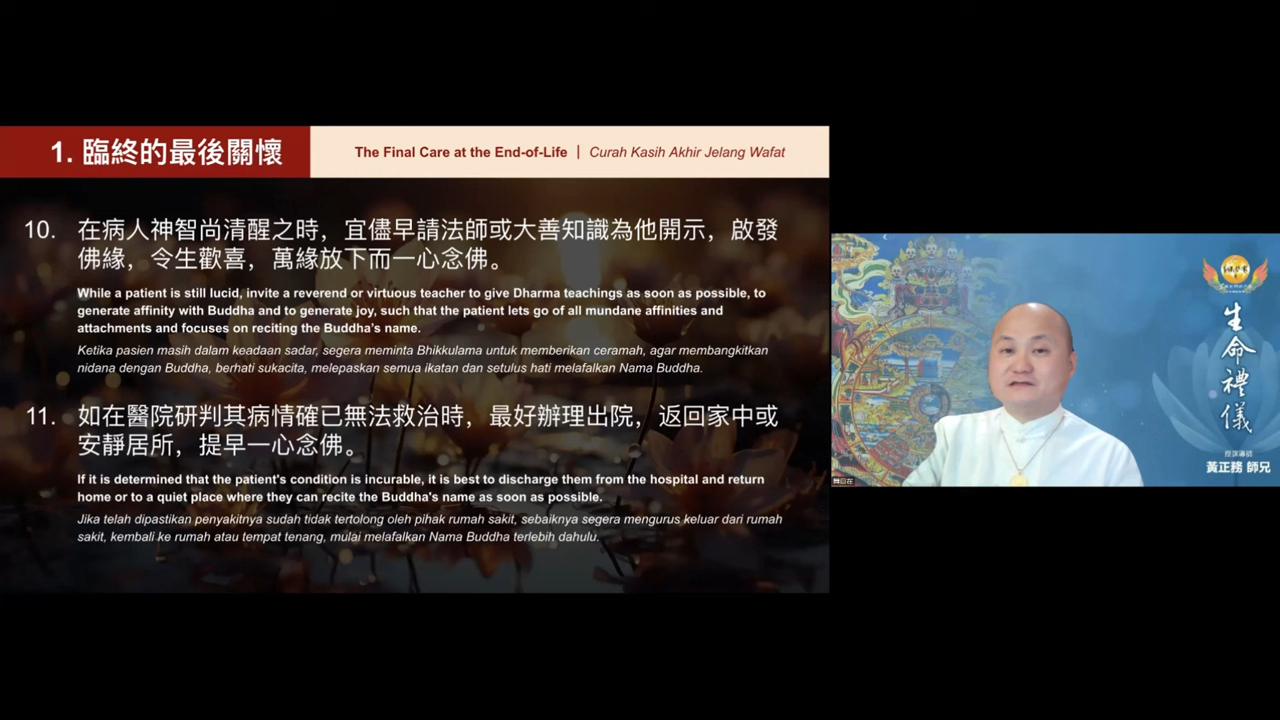 1. 臨終的最後關懷
The Final Care at the End-of-Life | Curah Kasih Akhir Jelang Wafat
10. 在病人神智尚清醒之時，宜儘早請法師或大善知識為他開示，啟發
佛緣，令生歡喜，萬緣放下而一心念佛。
While a patient is still lucid, invite a reverend or virtuous teacher to give Dharma teachings as soon as possible, to
generate affinity with Buddha and to generate joy, such that the patient lets go of all mundane affinities and
attachments and focuses on reciting the Buddha's name.
Ketika pasien masih dalam keadaan sadar, segera meminta Bhikkulama untuk memberikan ceramah, agar membangkitkan
nidana dengan Buddha, berhati sukacita, melepaskan semua ikatan dan setulus hati melafalkan Nama Buddha.
11. 如在醫院研判其病情確已無法救治時，最好辦理出院，返回家中或
安靜居所，提早一心念佛。
If it is determined that the patient's condition is incurable, it is best to discharge them from the hospital and return
home or to a quiet place where they can recite the Buddha's name as soon as possible.
Jika telah dipastikan penyakitnya sudah tidak tertolong oleh pihak rumah sakit, sebaiknya segera mengurus keluar dari rumah
sakit, kembali ke rumah atau tempat tenang, mulai melafalkan Nama Buddha terlebih dahulu.
生命禮儀
授課導師
黃正務 師兄